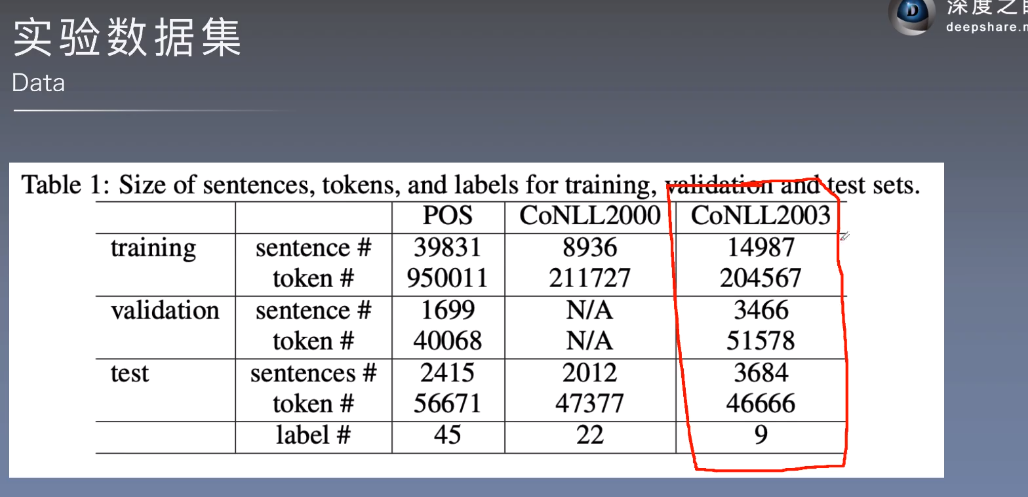 实验数据集
深度之
deepshare.n
Data
Table 1: Size of sentences, tokens, and labels for training, validation and test sets.
POS CoNLL2000 CoNLL2003
training sentence # 39831 8936 14987
token # 950011 211727 204567
validation sentence # 1699 N/A 3466
token # 40068 N/A 51578
test sentences # 2415 2012 3684
token # 56671 47377 46666
label # 45 22 9